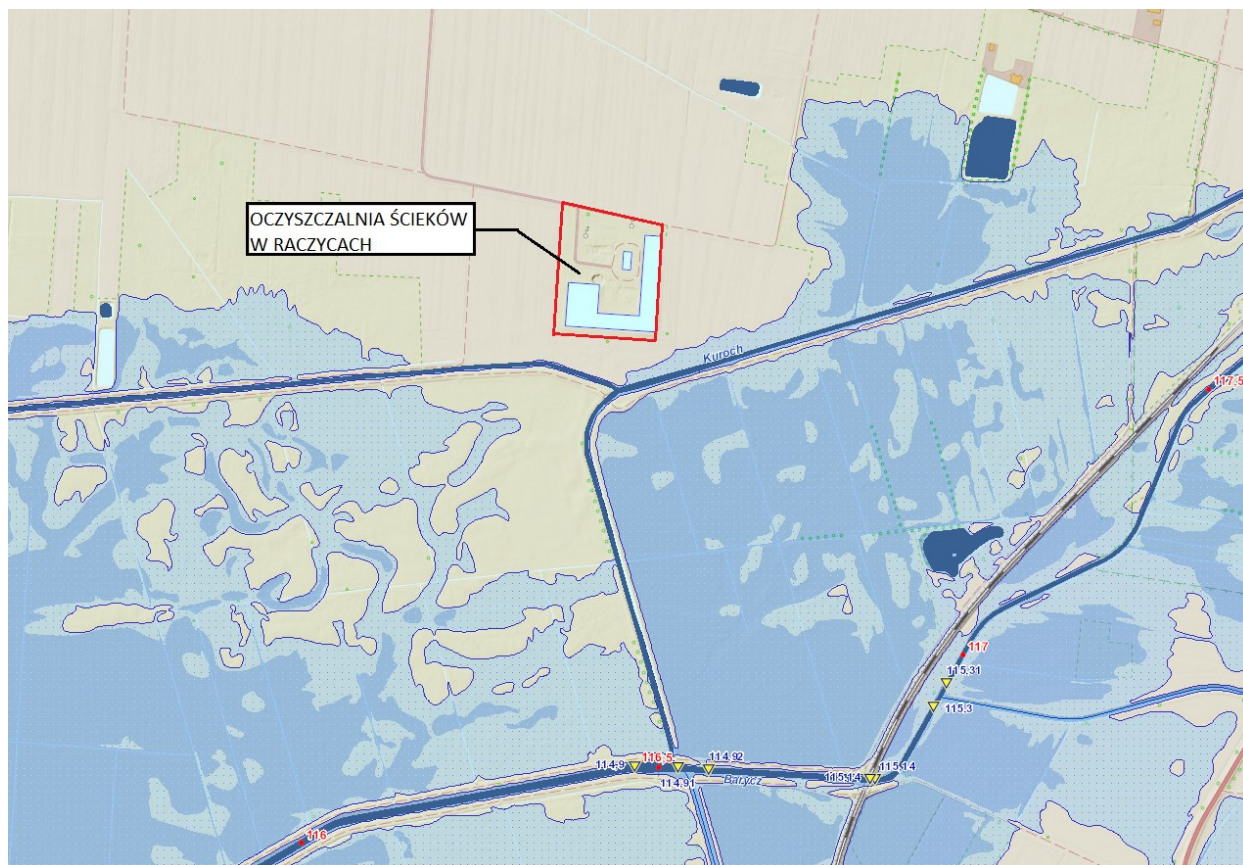 OCZYSZCZALNIA ŚCIEKÓW
W RACZYCACH
Kuroch
117,5
117
115,31
115,3
114,9
116,5
114,92
114,91
Barycz
115,14
115,14
116